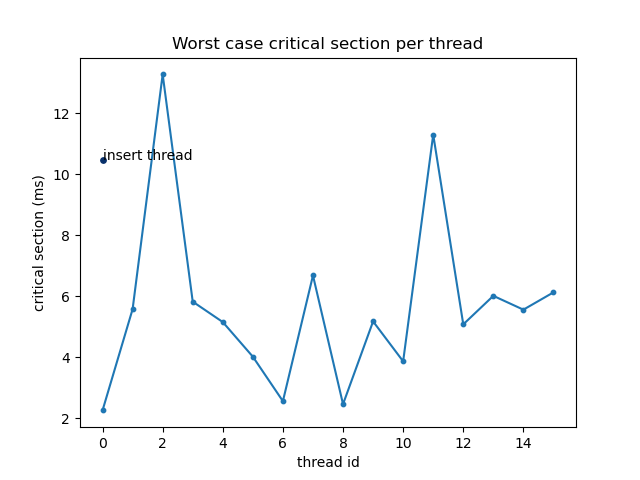 Worst case critical section per thread
12
insert thread
10
8
6
4
2
critical section (ms)
0 2 4 6 8 10 12 14
thread id